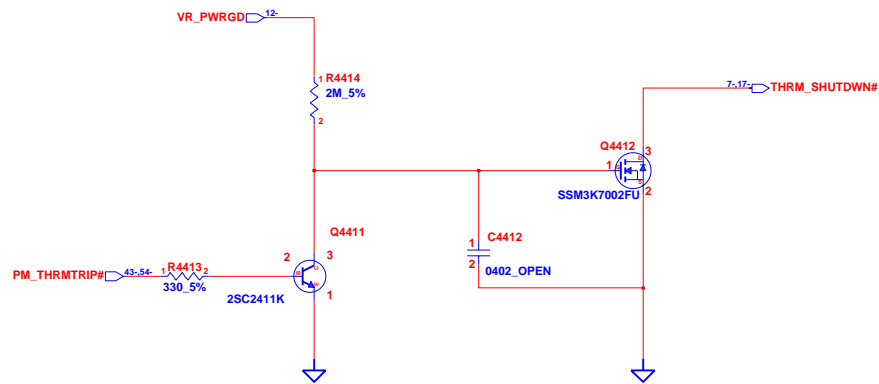 VR_PWRGD 12-
1 R4414
2M_5%
2
7-,17- THRM_SHUTDWN#
Q4412
3
1
D
G
S
2
SSM3K7002FU
Q4411
2
3
C
B
E
1
2SC2411K
PM_THRMTRIP# 43-,54- 1 R4413 2
330_5%
C4412
1
2
0402_OPEN